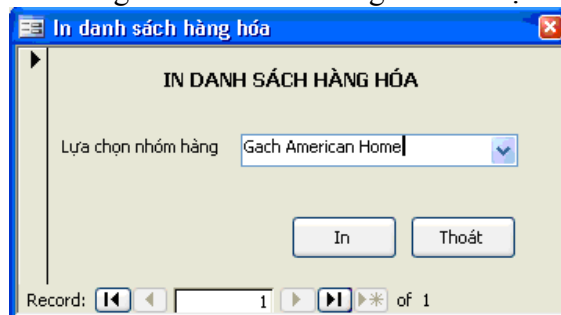 In danh sách hàng hóa
IN DANH SÁCH HÀNG HÓA
Lựa chọn nhóm hàng Gach American Home
In Thoát
Record: 1 of 1